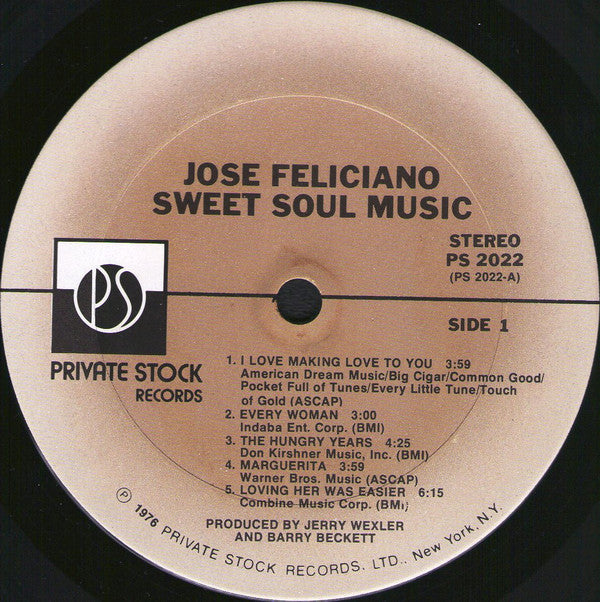 JOSE FELICIANO
SWEET SOUL MUSIC
STEREO
PS 2022
(PS 2022-A)
PS
SIDE 1
PRIVATE STOCK
RECORDS
1. I LOVE MAKING LOVE TO YOU 3:59
American Dream Music/Big Cigar/Common Good/
Pocket Full of Tunes/Every Little Tune/Touch
of Gold (ASCAP)
2. EVERY WOMAN 3:00
Indaba Ent. Corp. (BMI)
3. THE HUNGRY YEARS 4:25
Don Kirshner Music, Inc. (BMI)
4. MARGUERITA 3:59
Warner Bros. Music (ASCAP)
5. LOVING HER WAS EASIER 6:15
Combine Music Corp. (BMI)
PRODUCED BY JERRY WEXLER
AND BARRY BECKETT
℗ 1976 PRIVATE STOCK RECORDS, LTD., New York, N.Y.